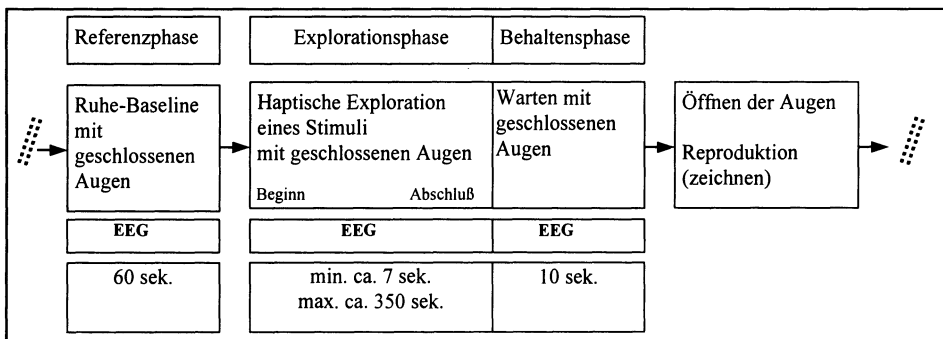 Referenzphase
Explorationsphase
Behaltensphase
Ruhe-Baseline
mit
geschlossenen
Augen
Haptische Exploration
eines Stimuli
mit geschlossenen Augen
Beginn Abschluß
Warten mit
geschlossenen
Augen
Öffnen der Augen
Reproduktion
(zeichnen)
EEG
EEG
EEG
60 sek.
min. ca. 7 sek.
max. ca. 350 sek.
10 sek.